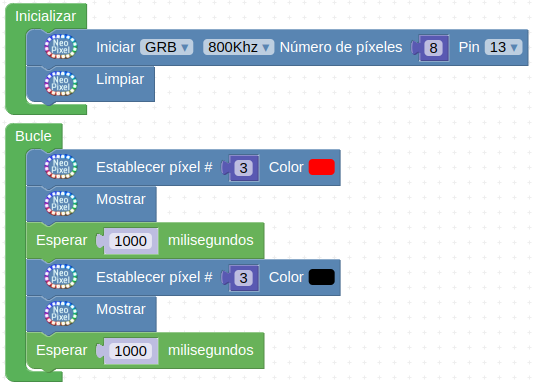 Inicializar
Neo Pixel Iniciar GRB ▾ 800Khz ▾ Número de píxeles 8 Pin 13 ▾
Neo Pixel Limpiar
Bucle
Neo Pixel Establecer píxel # 3 Color
Neo Pixel Mostrar
Esperar 1000 milisegundos
Neo Pixel Establecer píxel # 3 Color
Neo Pixel Mostrar
Esperar 1000 milisegundos